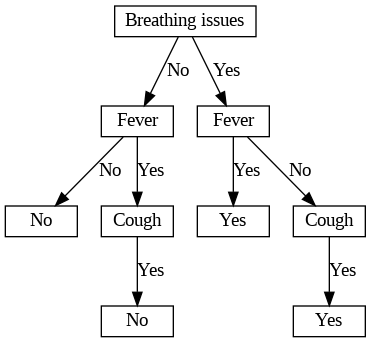 Breathing issues
No
Yes
Fever
Fever
No
Yes
Yes
No
No
Cough
Yes
Cough
Yes
Yes
No
Yes